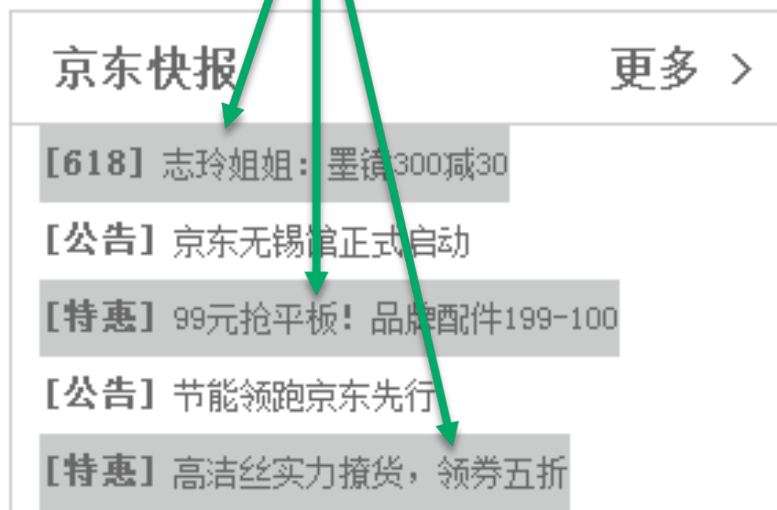 京东快报 更多 >
[618] 志玲姐姐：墨镜300减30
[公告] 京东无锡馆正式启动
[特惠] 99元抢平板！品牌配件199-100
[公告] 节能领跑京东先行
[特惠] 高洁丝实力撩货，领券五折